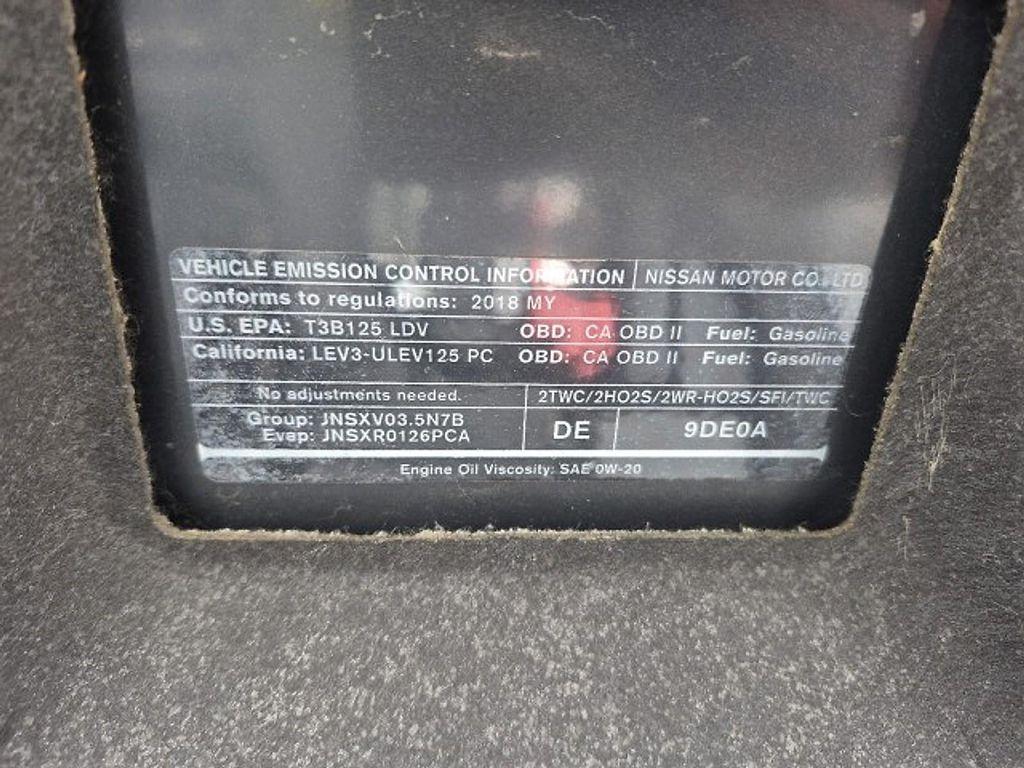 VEHICLE EMISSION CONTROL INFORMATION NISSAN MOTOR CO., LTD
Conforms to regulations: 2018 MY
U.S. EPA: T3B125 LDV OBD: CA OBD II Fuel: Gasoline
California: LEV3-ULEV125 PC OBD: CA OBD II Fuel: Gasoline
No adjustments needed. 2TWC/2HO2S/2WR-HO2S/SFI/TWC
Group: JNSXV03.5N7B
Evap: JNSXR0126PCA
DE 9DE0A
Engine Oil Viscosity: SAE 0W-20